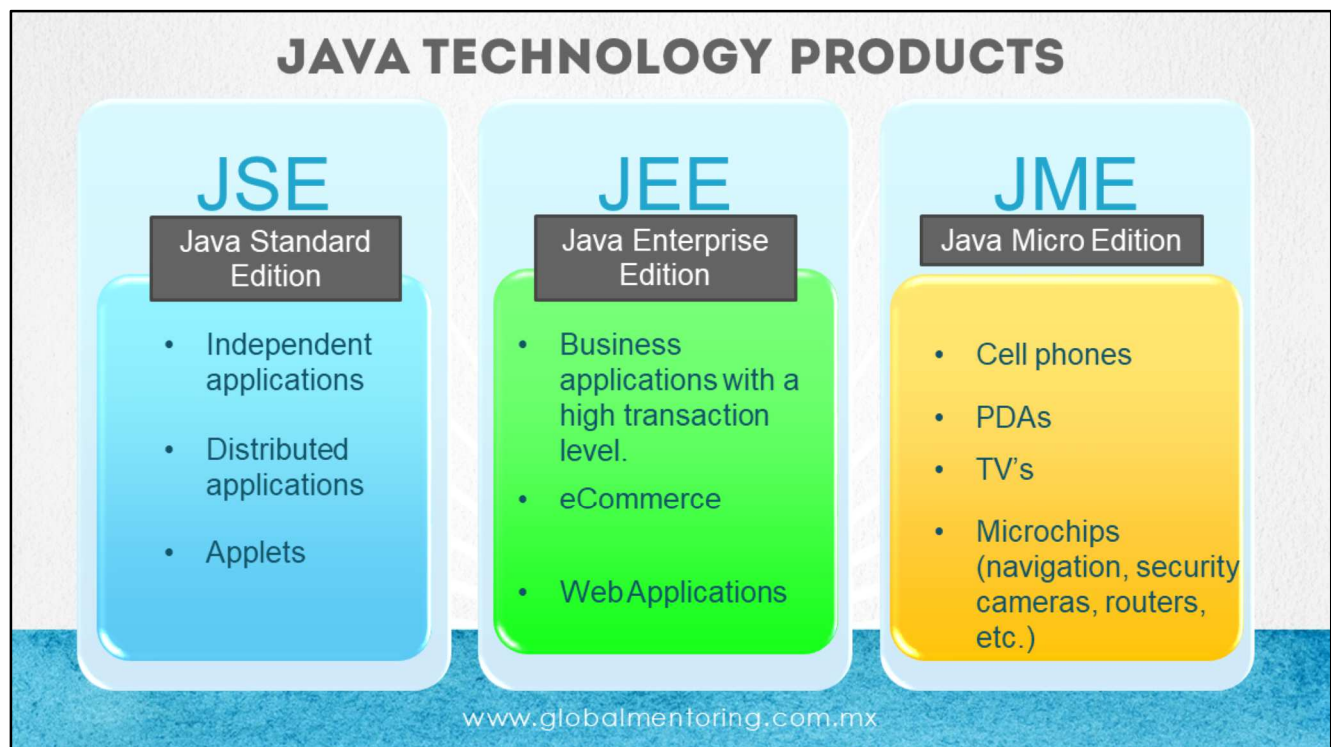 JAVA TECHNOLOGY PRODUCTS
JSE
Java Standard
Edition
• Independent
applications
• Distributed
applications
• Applets
JEE
Java Enterprise
Edition
• Business
applications with a
high transaction
level.
• eCommerce
• Web Applications
JME
Java Micro Edition
• Cell phones
• PDAs
• TV's
• Microchips
(navigation, security
cameras, routers,
etc.)
www.globalmentoring.com.mx